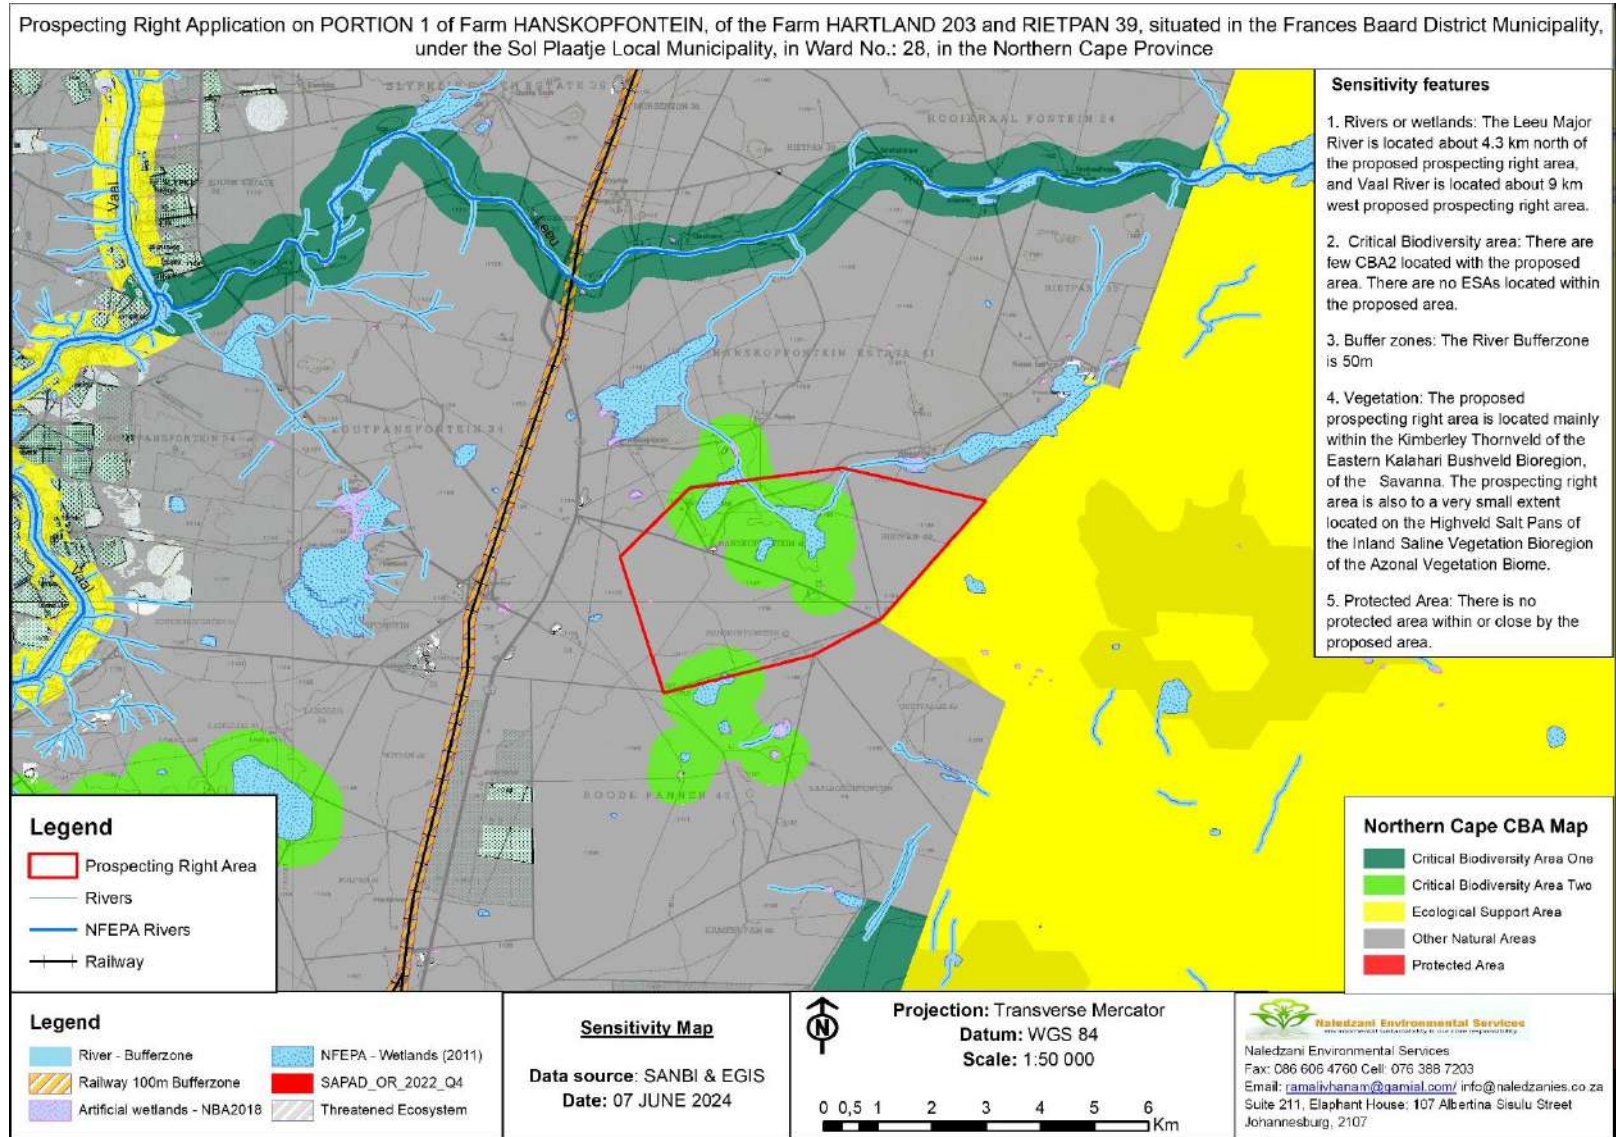 Prospecting Right Application on PORTION 1 of Farm HANSKOPFONTEIN, of the Farm HARTLAND 203 and RIETPAN 39, situated in the Frances Baard District Municipality,
under the Sol Plaatje Local Municipality, in Ward No.: 28, in the Northern Cape Province
Sensitivity features
1. Rivers or wetlands: The Leeu Major
River is located about 4.3 km north of
the proposed prospecting right area,
and Vaal River is located about 9 km
west proposed prospecting right area.
2. Critical Biodiversity area: There are
few CBA2 located with the proposed
area. There are no ESAs located within
the proposed area.
3. Buffer zones: The River Bufferzone
is 50m
4. Vegetation: The proposed
prospecting right area is located mainly
within the Kimberley Thornveld of the
Eastern Kalahari Bushveld Bioregion,
of the Savanna. The prospecting right
area is also to a very small extent
located on the Highveld Salt Pans of
the Inland Saline Vegetation Bioregion
of the Azonal Vegetation Biome.
5. Protected Area: There is no
protected area within or close by the
proposed area.
Vaal
Leeu
Vaal
ROOIKRAAL FONTEIN 24
HANSKOPFONTEIN ESTATE 41
ROODE PANNEN 42
Legend
Prospecting Right Area
Rivers
NFEPA Rivers
Railway
Northern Cape CBA Map
Critical Biodiversity Area One
Critical Biodiversity Area Two
Ecological Support Area
Other Natural Areas
Protected Area
Legend
River - Bufferzone
Railway 100m Bufferzone
Artificial wetlands - NBA2018
NFEPA - Wetlands (2011)
SAPAD_OR_2022_Q4
Threatened Ecosystem
Sensitivity Map
Data source: SANBI & EGIS
Date: 07 JUNE 2024
N
Projection: Transverse Mercator
Datum: WGS 84
Scale: 1:50 000
0 0,5 1 2 3 4 5 6
Km
Naledzani Environmental Services
Naledzani Environmental Services
Fax: 086 606 4760 Cell: 076 388 7203
Email: ramalivhanam@gamial.com/ info@naledzanies.co.za
Suite 211, Elaphant House: 107 Albertina Sisulu Street
Johannesburg, 2107